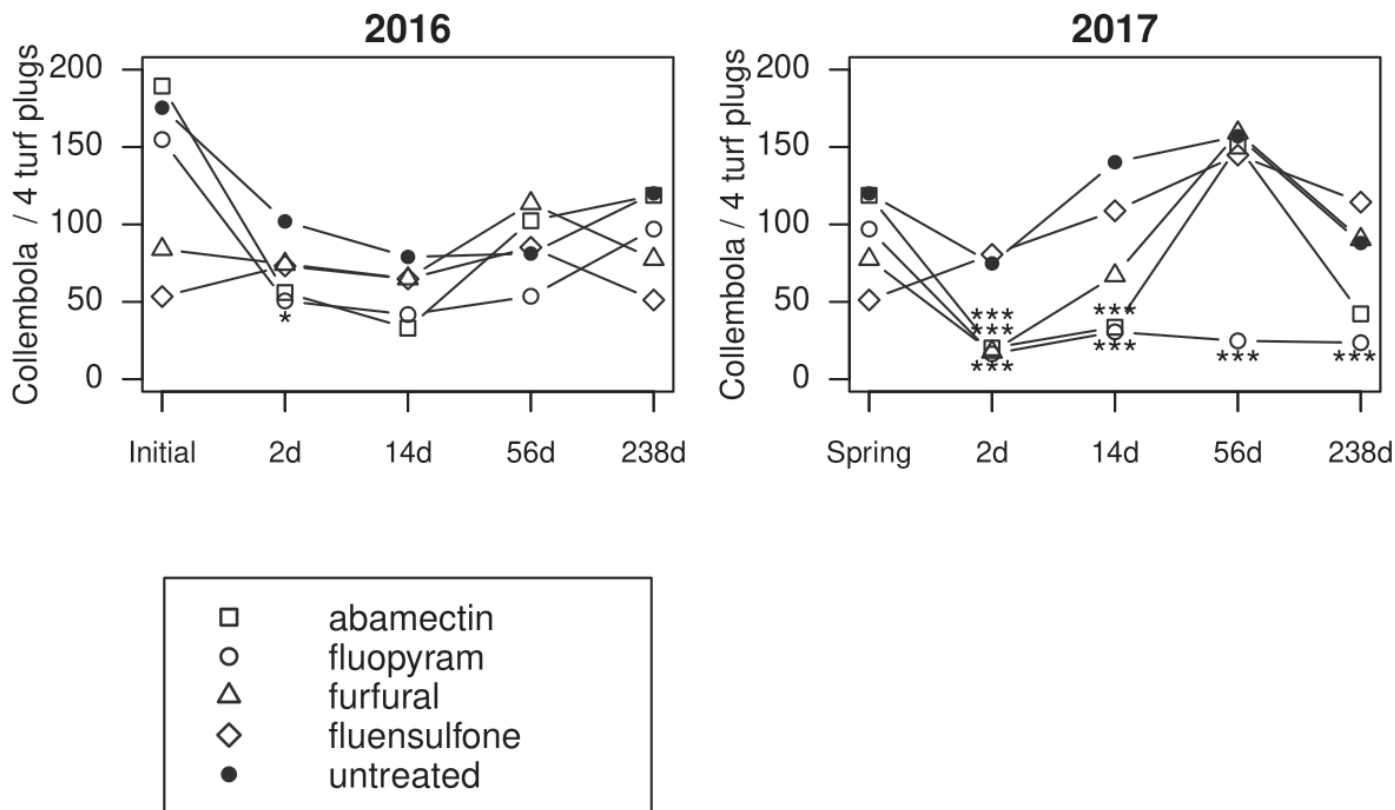 2016
Collembola / 4 turf plugs
200
150
100
50
0
*
Initial 2d 14d 56d 238d
2017
Collembola / 4 turf plugs
200
150
100
50
0
*** ***
***
*** *** *** ***
Spring 2d 14d 56d 238d
abamectin
fluopyram
furfural
fluensulfone
untreated